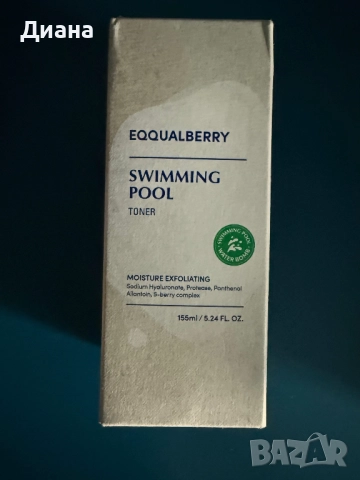 Диана
EQQUALBERRY
SWIMMING
POOL
TONER
SWIMMING POOL
WATER BOMB
MOISTURE EXFOLIATING
Sodium Hyaluronate, Protease, Panthenol
Allantoin, 5-berry complex
155ml / 5.24 FL. OZ.
BAZAR